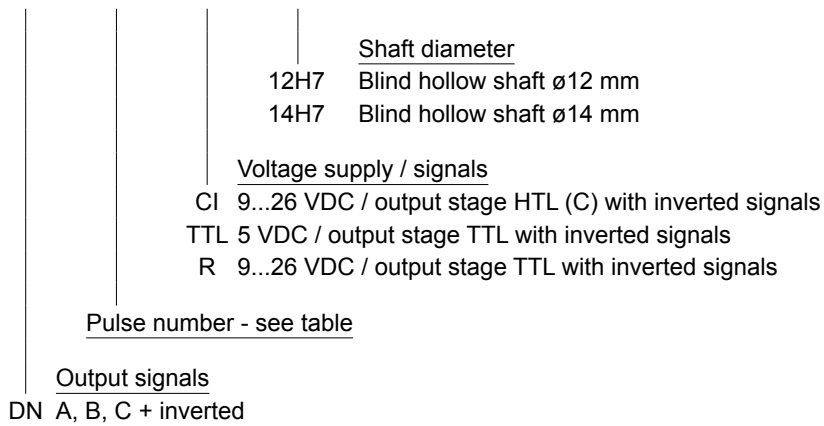 Shaft diameter
12H7 Blind hollow shaft ø12 mm
14H7 Blind hollow shaft ø14 mm
Voltage supply / signals
CI 9...26 VDC / output stage HTL (C) with inverted signals
TTL 5 VDC / output stage TTL with inverted signals
R 9...26 VDC / output stage TTL with inverted signals
Pulse number - see table
Output signals
DN A, B, C + inverted